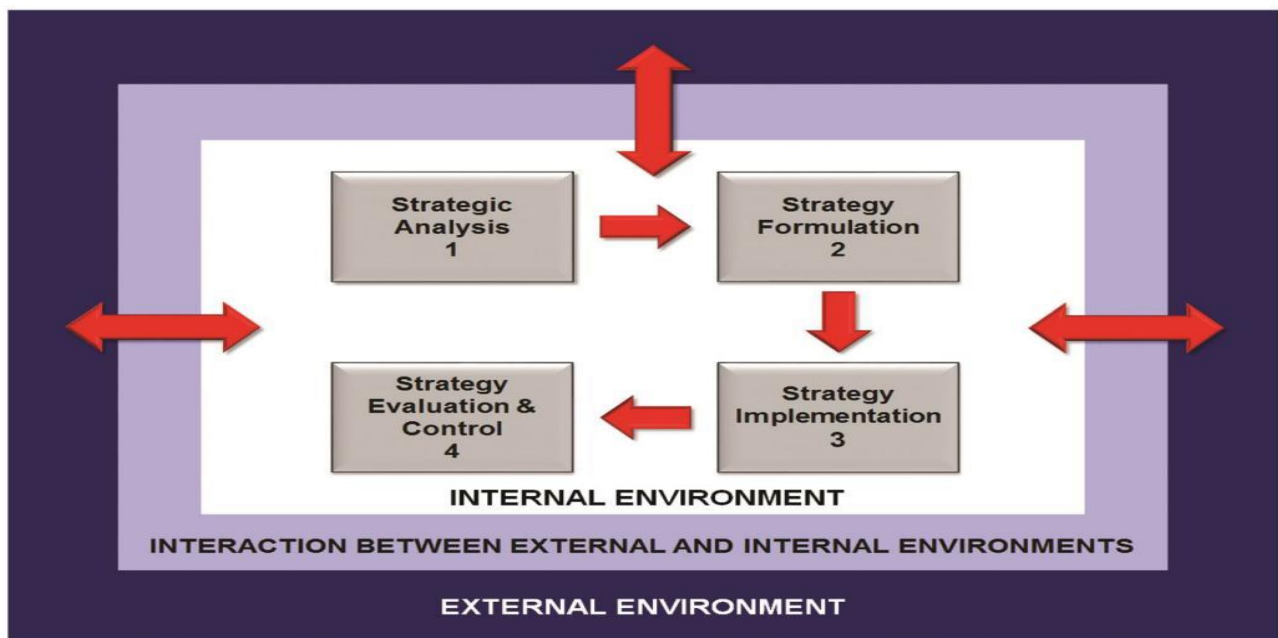 Strategic
Analysis
1
Strategy
Formulation
2
Strategy
Evaluation &
Control
4
Strategy
Implementation
3
INTERNAL ENVIRONMENT
INTERACTION BETWEEN EXTERNAL AND INTERNAL ENVIRONMENTS
EXTERNAL ENVIRONMENT